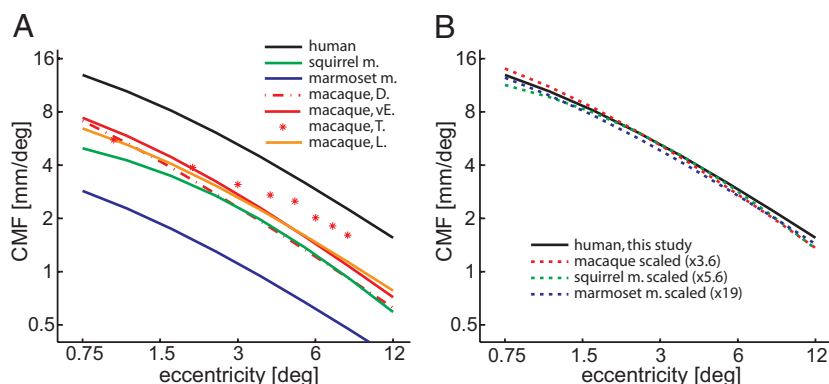 A
CMF [mm/deg]
16
8
4
2
1
0.5
human
squirrel m.
marmoset m.
macaque, D.
macaque, vE.
macaque, T.
macaque, L.
0.75 1.5 3 6 12
eccentricity [deg]
B
CMF [mm/deg]
16
8
4
2
1
0.5
human, this study
macaque scaled (x3.6)
squirrel m. scaled (x5.6)
marmoset m. scaled (x19)
0.75 1.5 3 6 12
eccentricity [deg]